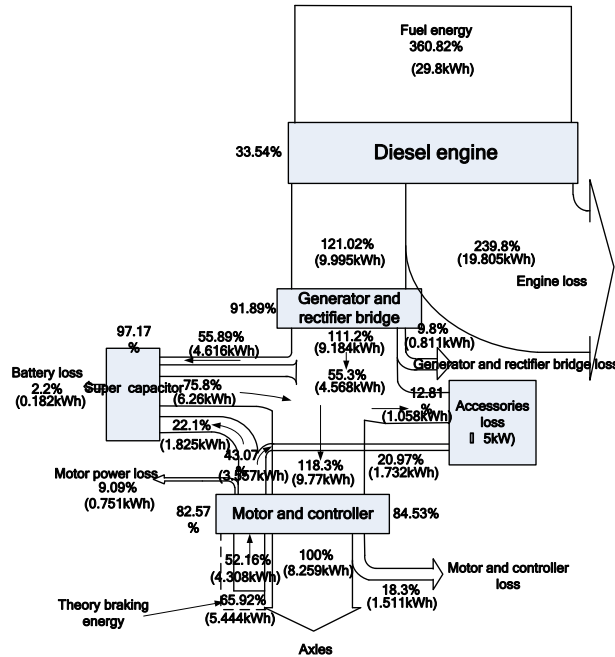 Fuel energy
360.82%
(29.8kWh)
33.54%
Diesel engine
121.02%
(9.995kWh)
239.8%
(19.805kWh)
Engine loss
91.89%
Generator and
rectifier bridge
97.17
%
55.89%
(4.616kWh)
111.2%
(9.184kWh)
9.8%
(0.811kWh)
Generator and rectifier bridge loss
Battery loss
2.2%
(0.182kWh)
Super capacitor
75.8%
(6.26kWh)
55.3%
(4.568kWh)
12.81
%
(1.058kWh)
Accessories
loss
5kW)
22.1%
(1.825kWh)
43.07
%
(3.557kWh)
118.3%
(9.77kWh)
20.97%
(1.732kWh)
Motor power loss
9.09%
(0.751kWh)
82.57
%
Motor and controller
84.53%
52.16%
(4.308kWh)
100%
(8.259kWh)
18.3%
(1.511kWh)
Motor and controller
loss
Theory braking
energy
65.92%
(5.444kWh)
Axles